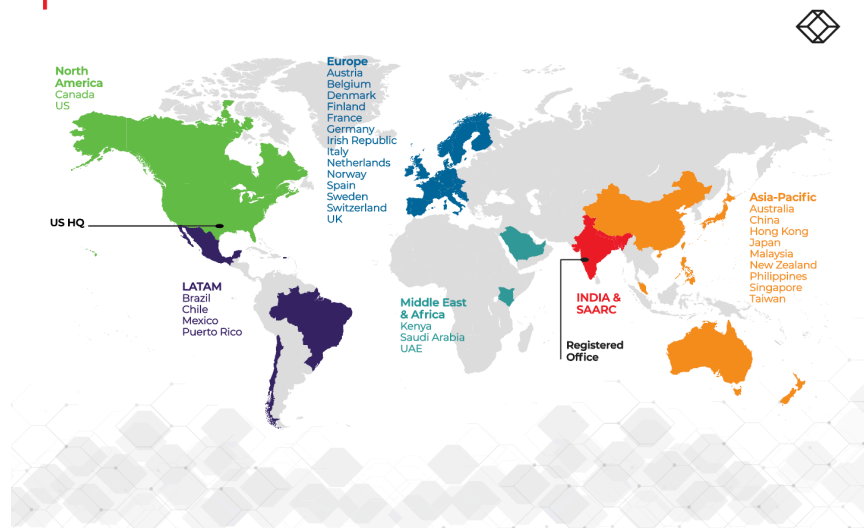 North
America
Canada
US
US HQ
LATAM
Brazil
Chile
Mexico
Puerto Rico
Europe
Austria
Belgium
Denmark
Finland
France
Germany
Irish Republic
Italy
Netherlands
Norway
Spain
Sweden
Switzerland
UK
Middle East
& Africa
Kenya
Saudi Arabia
UAE
INDIA &
SAARC
Registered
Office
Asia-Pacific
Australia
China
Hong Kong
Japan
Malaysia
New Zealand
Philippines
Singapore
Taiwan